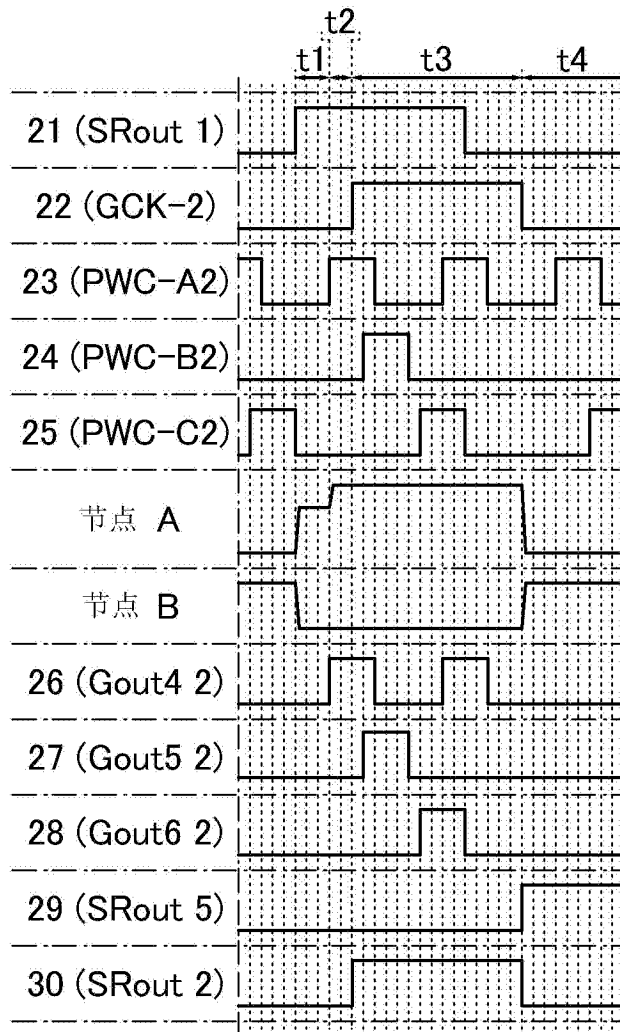 t2
t1 t3 t4
21 (SRout 1)
22 (GCK-2)
23 (PWC-A2)
24 (PWC-B2)
25 (PWC-C2)
节点 A
节点 B
26 (Gout4 2)
27 (Gout5 2)
28 (Gout6 2)
29 (SRout 5)
30 (SRout 2)